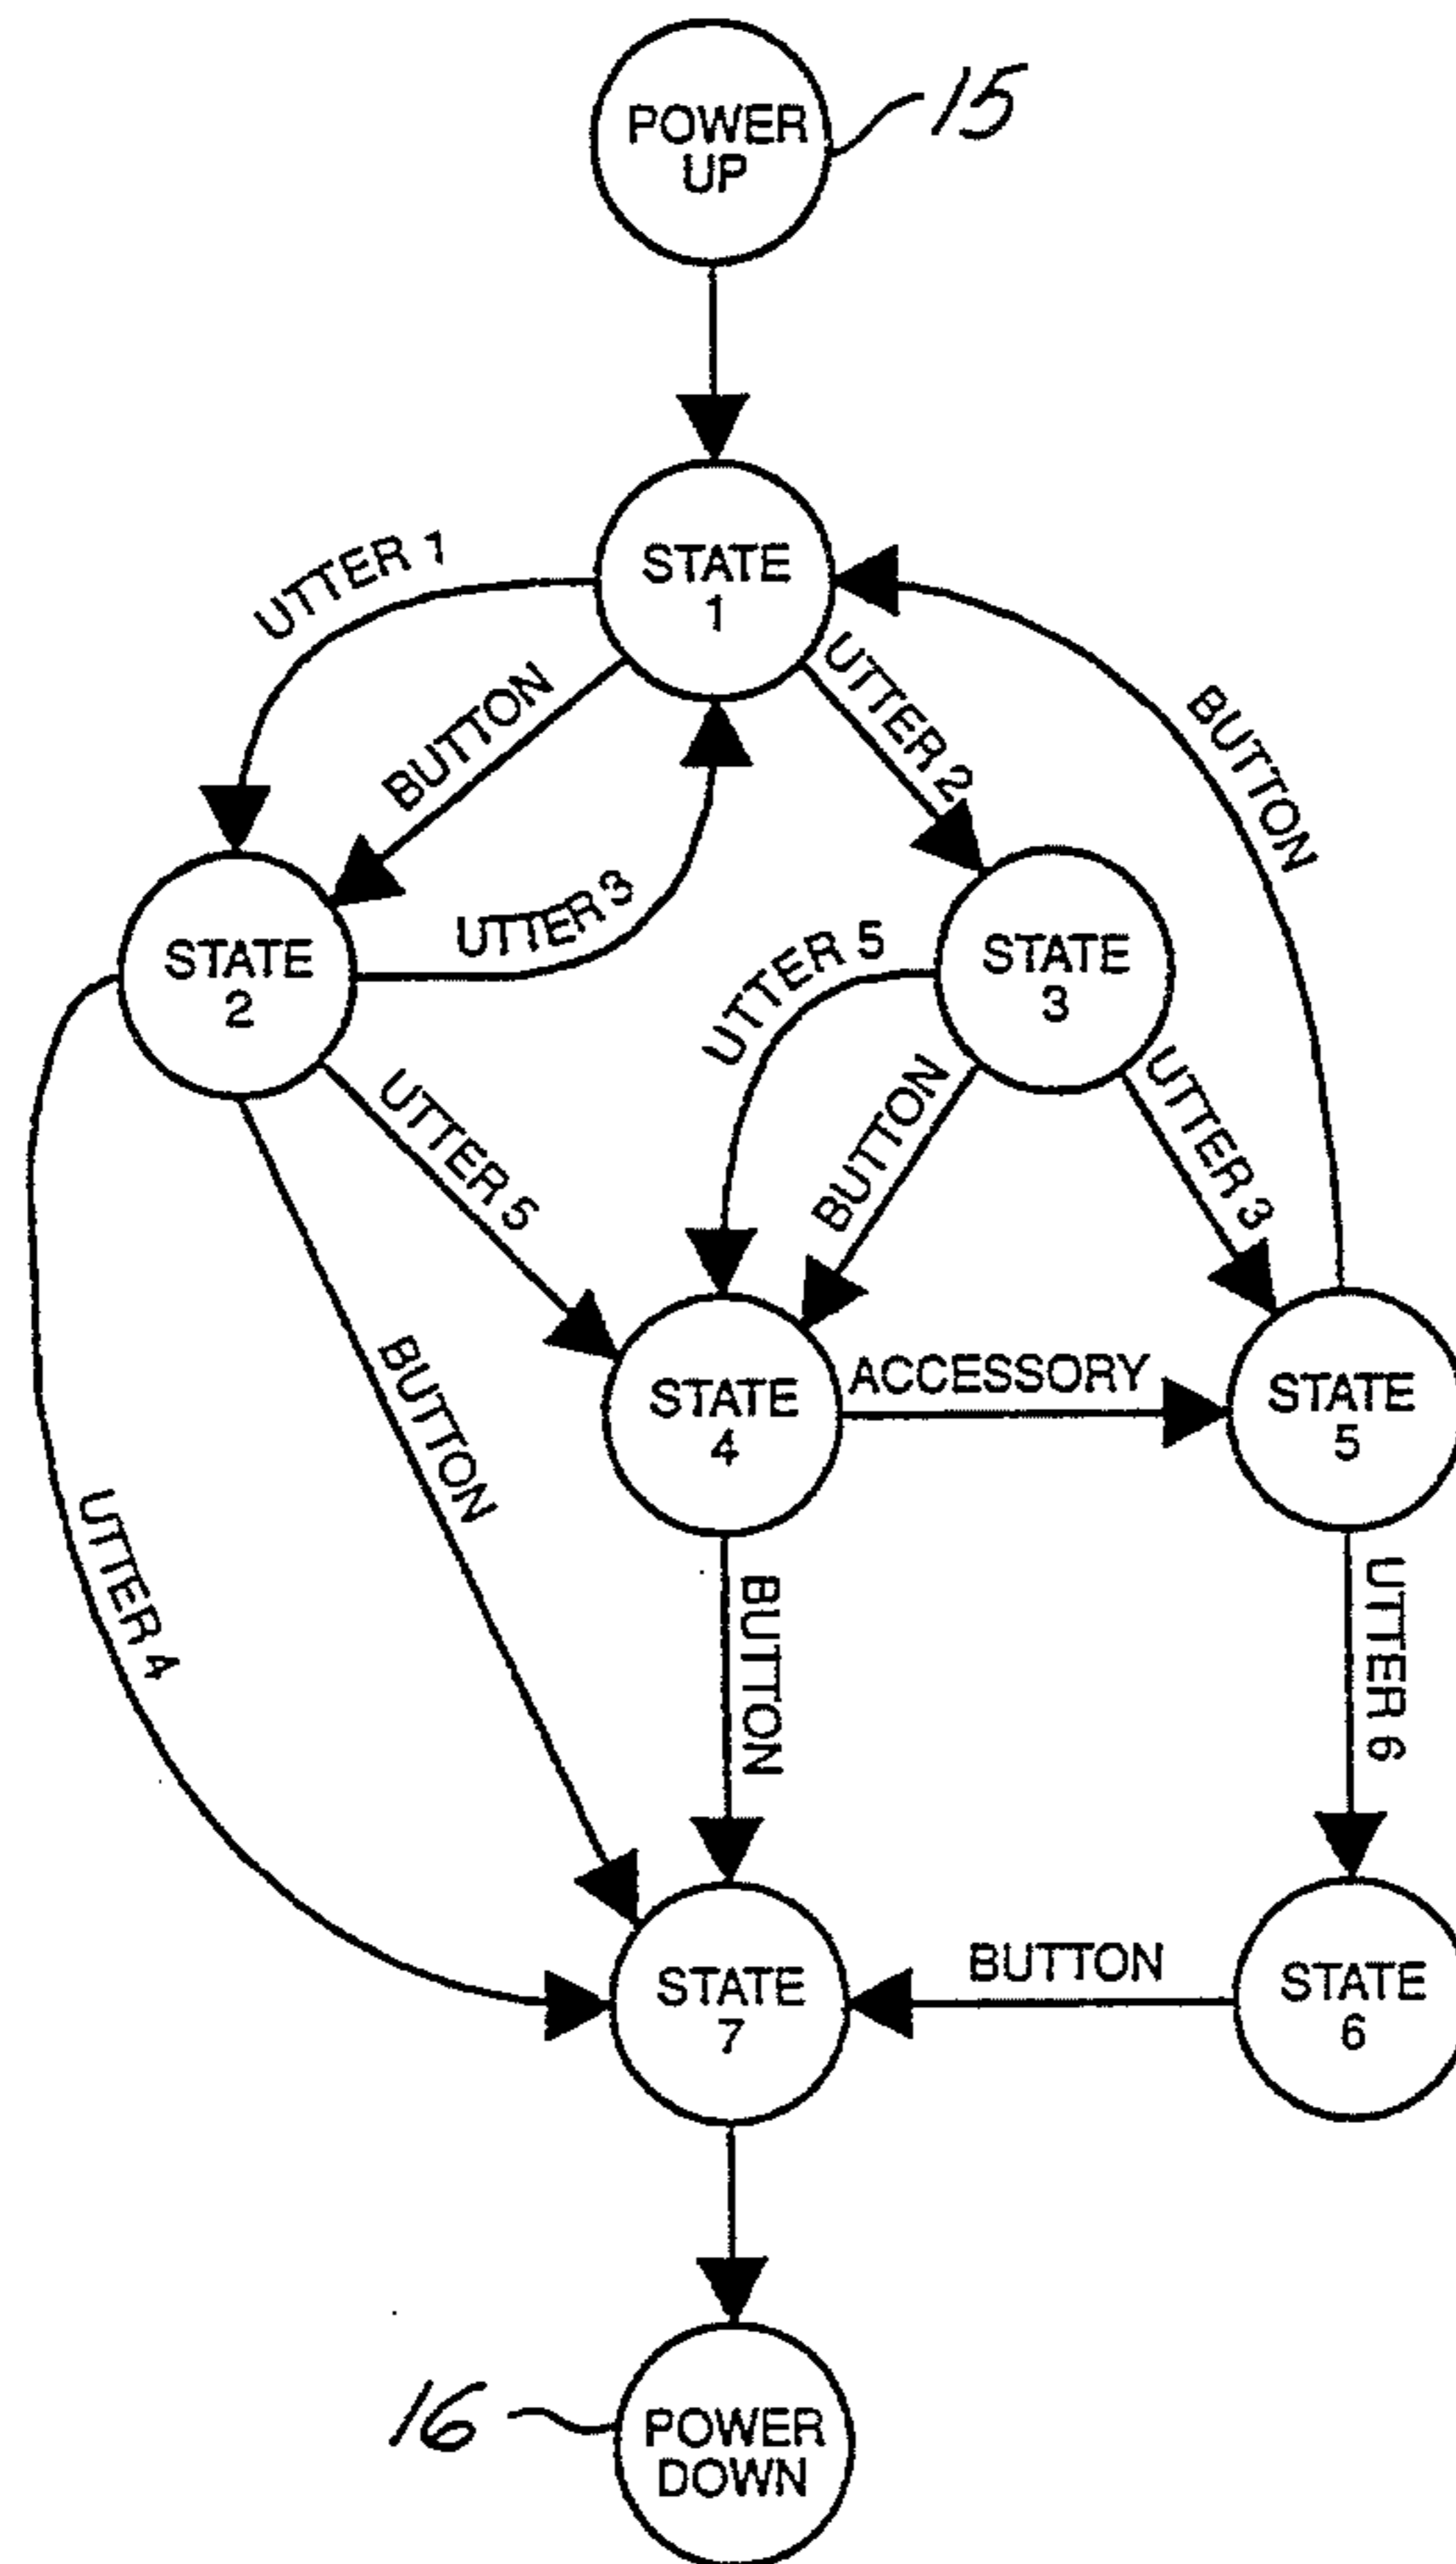 POWER
UP
15
STATE
1
UTTER 1
BUTTON
UTTER 2
BUTTON
UTTER 3
STATE
2
STATE
3
UTTER 5
BUTTON
UTTER 3
UTTER 5
BUTTON
ACCESSORY
STATE
4
STATE
5
UTTER 4
BUTTON
UTTER 6
STATE
7
BUTTON
STATE
6
16
POWER
DOWN